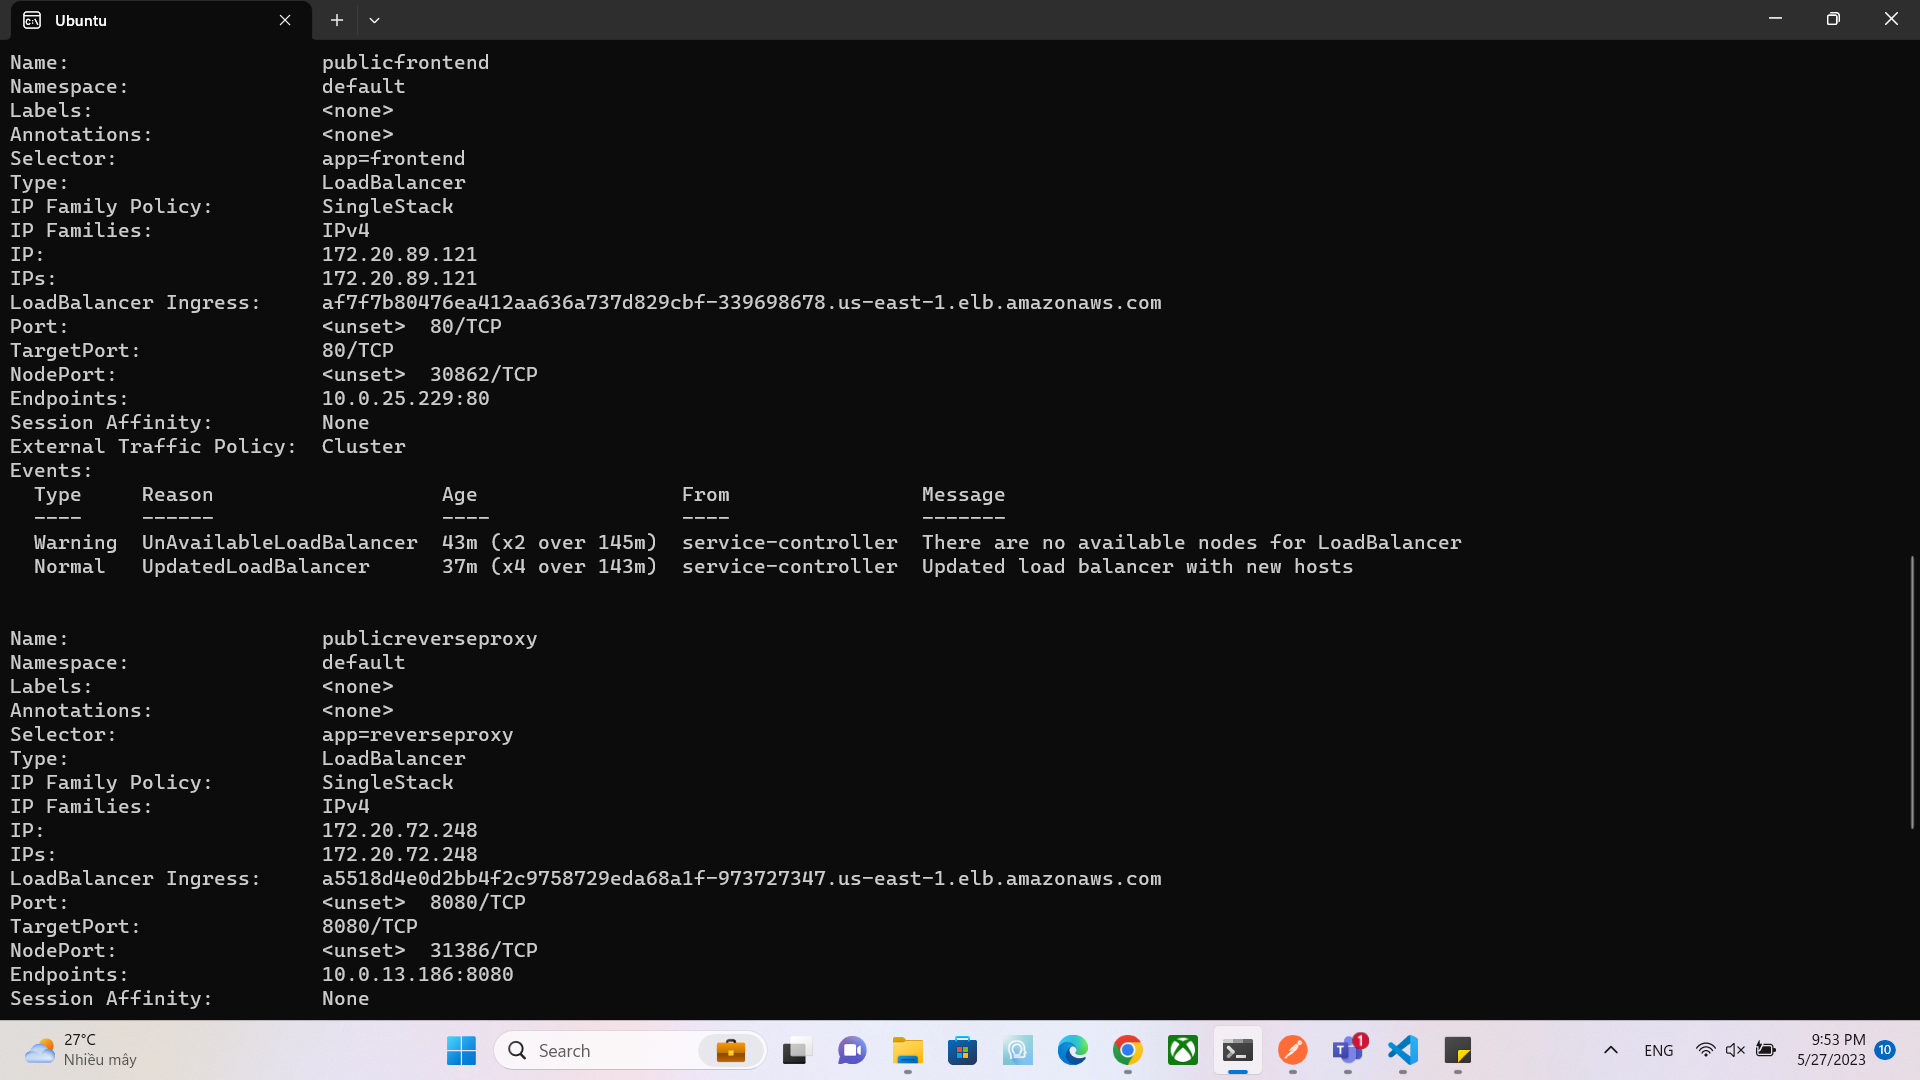 Ubuntu
Name: publicfrontend
Namespace: default
Labels: <none>
Annotations: <none>
Selector: app=frontend
Type: LoadBalancer
IP Family Policy: SingleStack
IP Families: IPv4
IP: 172.20.89.121
IPs: 172.20.89.121
LoadBalancer Ingress: af7f7b80476ea412aa636a737d829cbf-339698678.us-east-1.elb.amazonaws.com
Port: <unset> 80/TCP
TargetPort: 80/TCP
NodePort: <unset> 30862/TCP
Endpoints: 10.0.25.229:80
Session Affinity: None
External Traffic Policy: Cluster
Events:
Type Reason Age From Message
---- ------ ---- ---- -------
Warning UnAvailableLoadBalancer 43m (x2 over 145m) service-controller There are no available nodes for LoadBalancer
Normal UpdatedLoadBalancer 37m (x4 over 143m) service-controller Updated load balancer with new hosts
Name: publicreverseproxy
Namespace: default
Labels: <none>
Annotations: <none>
Selector: app=reverseproxy
Type: LoadBalancer
IP Family Policy: SingleStack
IP Families: IPv4
IP: 172.20.72.248
IPs: 172.20.72.248
LoadBalancer Ingress: a5518d4e0d2bb4f2c9758729eda68a1f-973727347.us-east-1.elb.amazonaws.com
Port: <unset> 8080/TCP
TargetPort: 8080/TCP
NodePort: <unset> 31386/TCP
Endpoints: 10.0.13.186:8080
Session Affinity: None
27°C
Nhiều mây
Search
1
ENG
9:53 PM
5/27/2023
10